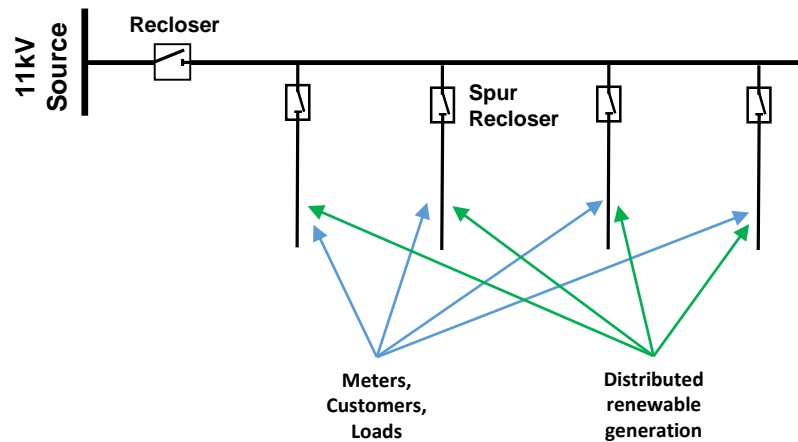 Recloser
11kV
Source
Spur
Recloser
Meters,
Customers,
Loads
Distributed
renewable
generation